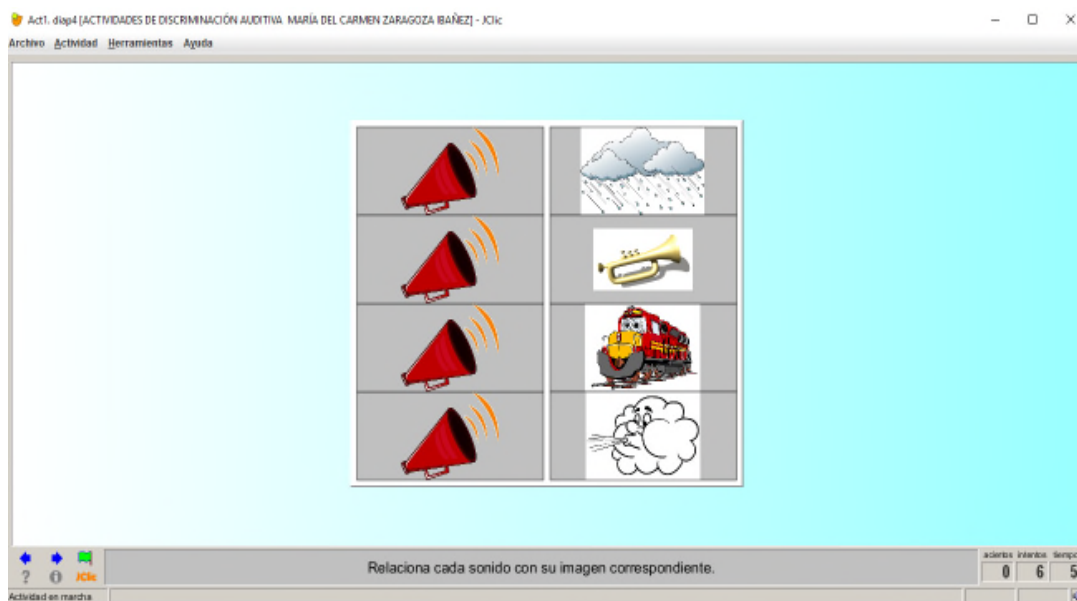 Act1. diap4 [ACTIVIDADES DE DISCRIMINACIÓN AUDITIVA MARÍA DEL CARMEN ZARAGOZA IBAÑEZ] - JClic
Archivo Actividad Herramientas Ayuda
Relaciona cada sonido con su imagen correspondiente.
aciertos intentos tiempo
0 6 5
? JClic
Actividad en marcha